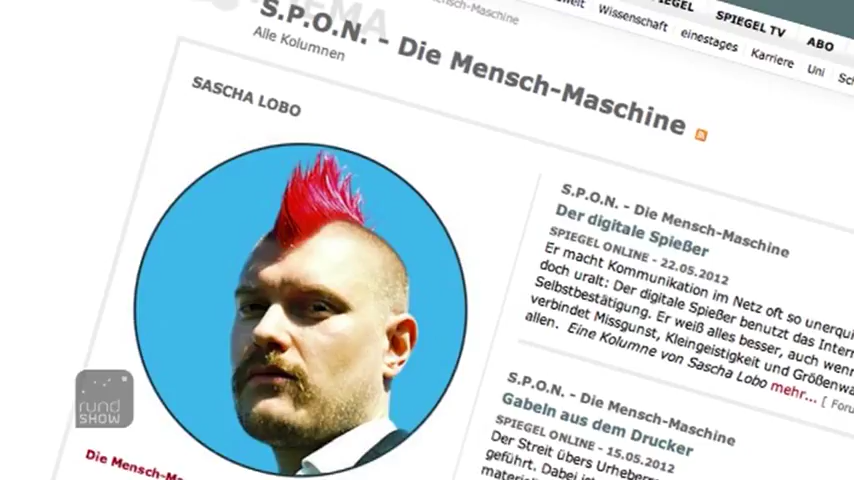 SPIEGEL TV
ABO
Mensch-Maschine
Wissenschaft
einestages
Karriere
Uni
S.P.O.N. - Die Mensch-Maschine
Alle Kolumnen
SASCHA LOBO
S.P.O.N. - Die Mensch-Maschine
Der digitale Spießer
SPIEGEL ONLINE - 22.05.2012
Er macht Kommunikation im Netz oft so
doch uralt: Der digitale Spießer benutzt das
Selbstbestätigung. Er weiß alles besser, auch wenn
verbindet Missgunst, Kleingeistigkeit und
allen. Eine Kolumne von Sascha Lobo mehr... [
S.P.O.N. - Die Mensch-Maschine
Gabeln aus dem Drucker
SPIEGEL ONLINE - 15.05.2012
Der Streit übers
geführt. Dabei
rund
SHOW
Die